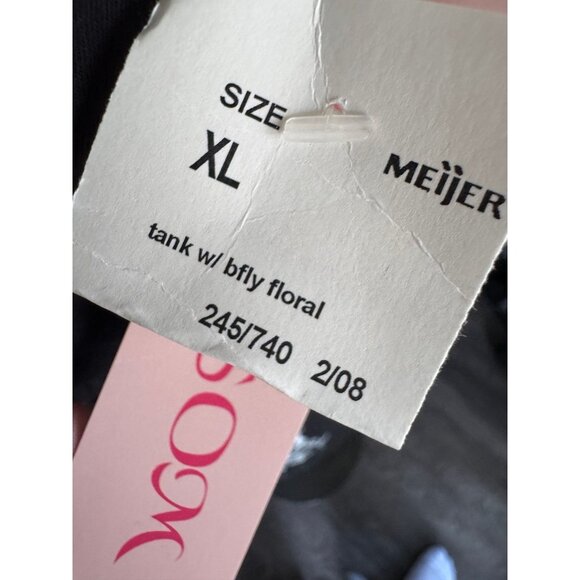 SIZE
XL
MEijER
tank w/ bfly floral
245/740 2/08